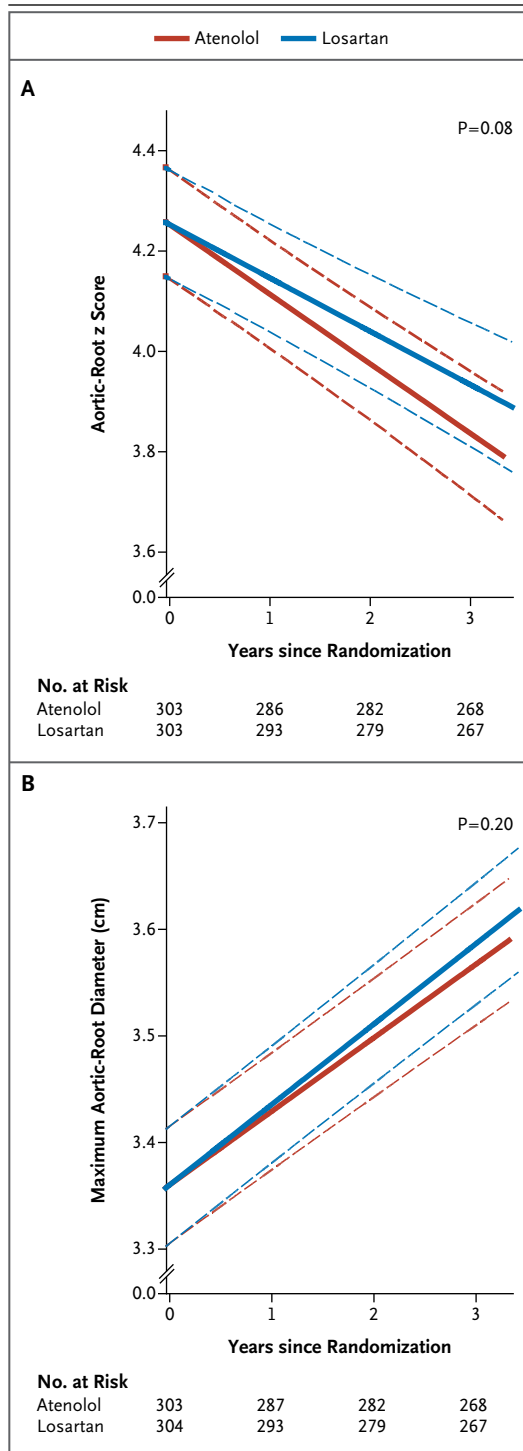 Atenolol Losartan
A
P=0.08
4.4
4.2
4.0
3.8
3.6
0.0
Aortic-Root z Score
0 1 2 3
Years since Randomization
No. at Risk
Atenolol 303 286 282 268
Losartan 303 293 279 267
B
P=0.20
3.7
3.6
3.5
3.4
3.3
0.0
Maximum Aortic-Root Diameter (cm)
0 1 2 3
Years since Randomization
No. at Risk
Atenolol 303 287 282 268
Losartan 304 293 279 267